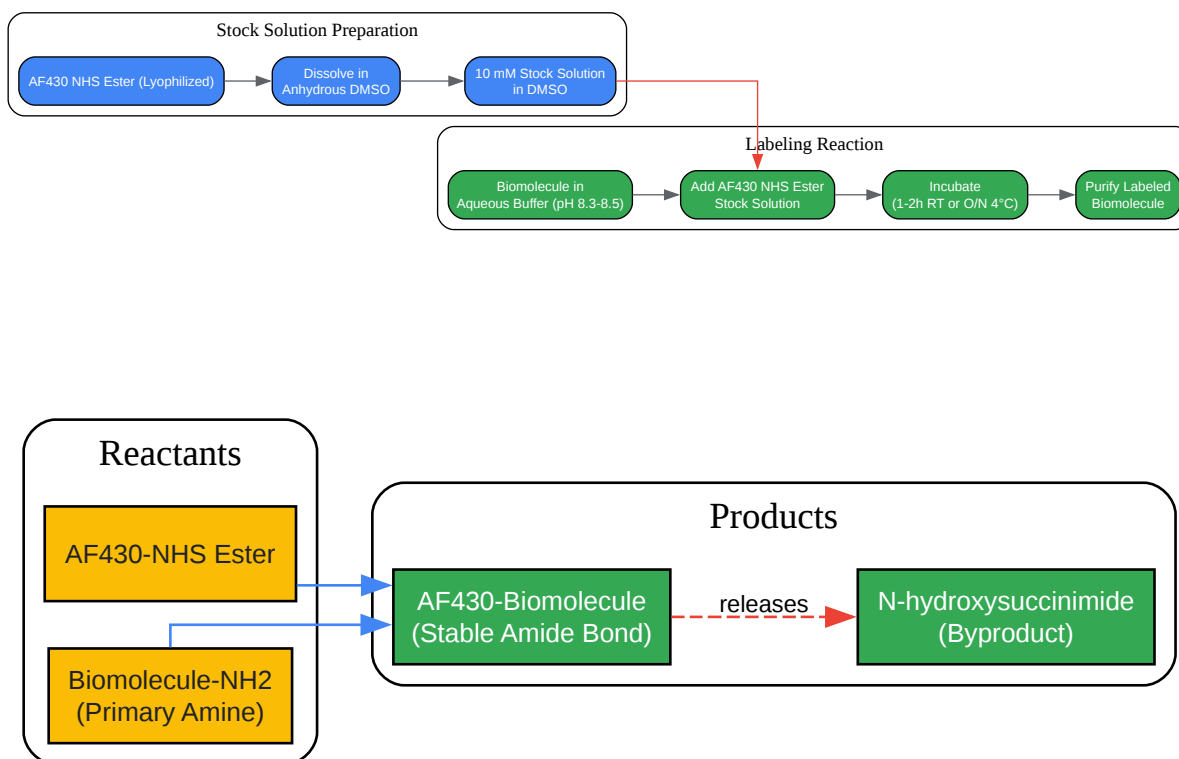 Stock Solution Preparation
AF430 NHS Ester (Lyophilized)
Dissolve in
Anhydrous DMSO
10 mM Stock Solution
in DMSO
Labeling Reaction
Biomolecule in
Aqueous Buffer (pH 8.3-8.5)
Add AF430 NHS Ester
Stock Solution
Incubate
(1-2h RT or O/N 4°C)
Purify Labeled
Biomolecule
Reactants
AF430-NHS Ester
Biomolecule-NH2
(Primary Amine)
Products
AF430-Biomolecule
(Stable Amide Bond)
releases
N-hydroxysuccinimide
(Byproduct)